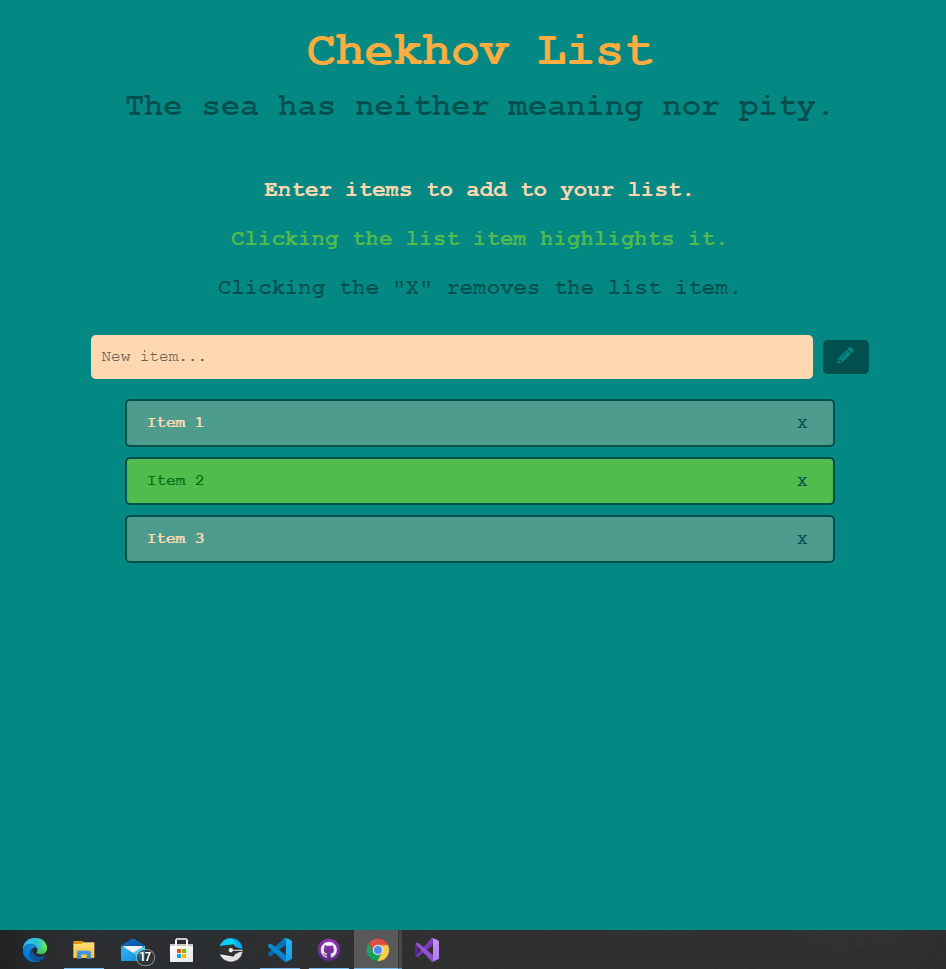 Chekhov List
The sea has neither meaning nor pity.
Enter items to add to your list.
Clicking the list item highlights it.
Clicking the "X" removes the list item.
New item...
Item 1 x
Item 2 x
Item 3 x
17